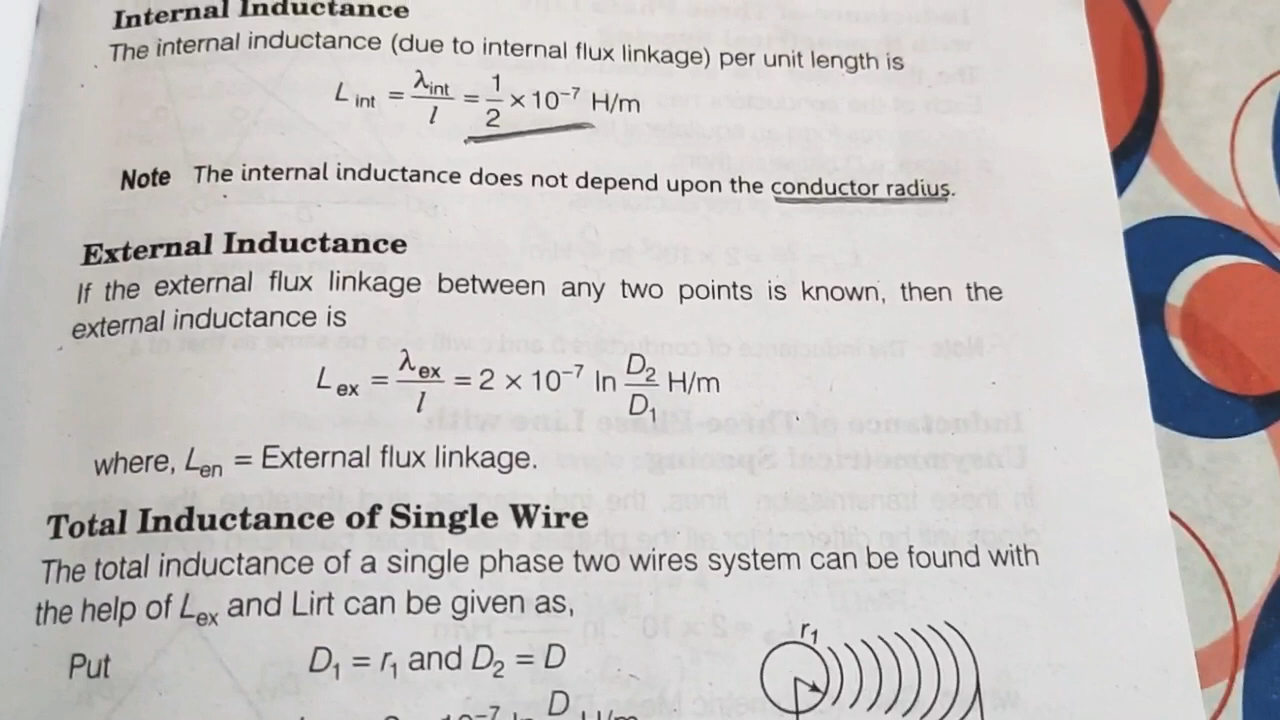 Internal Inductance
The internal inductance (due to internal flux linkage) per unit length is
L int = λint / l = 1/2 × 10⁻⁷ H/m
Note The internal inductance does not depend upon the conductor radius.
External Inductance
If the external flux linkage between any two points is known, then the
external inductance is
L ex = λ ex / l = 2 × 10⁻⁷ ln D₂/D₁ H/m
where, Len = External flux linkage.
Total Inductance of Single Wire
The total inductance of a single phase two wires system can be found with
the help of Lex and Lirt can be given as,
r₁
Put D₁ = r₁ and D₂ = D
D